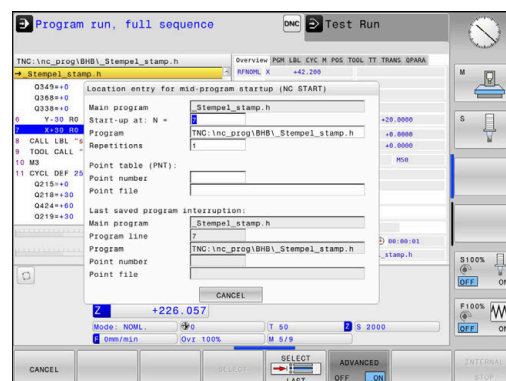 Program run, full sequence
DNC
Test Run
TNC:\nc_prog\BHB\_Stempel_stamp.h
→_Stempel_stamp.h
Overview PGM LBL CYC M POS TOOL TT TRANS QPARA
RFNOML X +42.200
Q349=+0
Q368=+0
Q338=+0
6 Y-30 R0
7 X+30 R0
8 CALL LBL "6
9 TOOL CALL "
10 M3
11 CYCL DEF 25
Q215=+0
Q218=+30
Q424=+60
Q219=+30
Location entry for mid-program startup (NC START)
Main program _Stempel_stamp.h
Start-up at: N = 7
Program TNC:\nc_prog\BHB\_Stempel_stamp.h
Repetitions 1
Point table (PNT):
Point number
Point file
Last saved program interruption:
Main program _Stempel_stamp.h
Program line 7
Program TNC:\nc_prog\BHB\_Stempel_stamp.h
Point number
Point file
CANCEL
+20.0000
+0.0000
+0.0000
M50
00:00:01
_stamp.h
Z +226.057
Mode: NOML. 0 T 50 Z S 2000
F 0mm/min Ovr 100% M 5/9
M
S
S100%
OFF ON
F100%
OFF ON
CANCEL
SELECT
SELECT
LAST
ADVANCED
OFF ON
INTERNAL
STOP